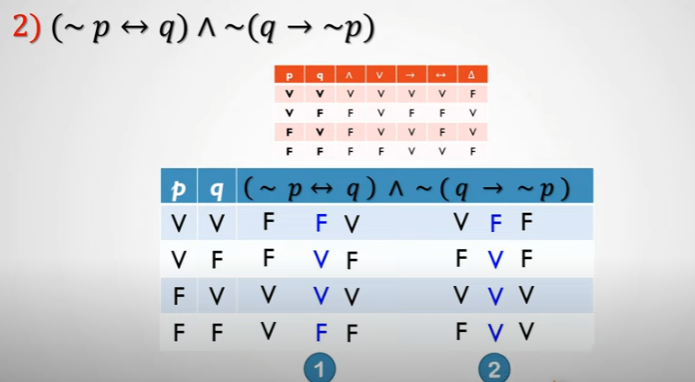 2) (~ p ↔ q) ∧ ~(q → ~p)
p q ∧ ∨ → ↔ Δ
V V V V V V F
V F F V F F V
F V F V V F V
F F F F V V F
p q (~ p ↔ q) ∧ ~(q → ~p)
V V F F V V F F
V F F V F F V F
F V V V V V V V
F F V F F F V V
1 2